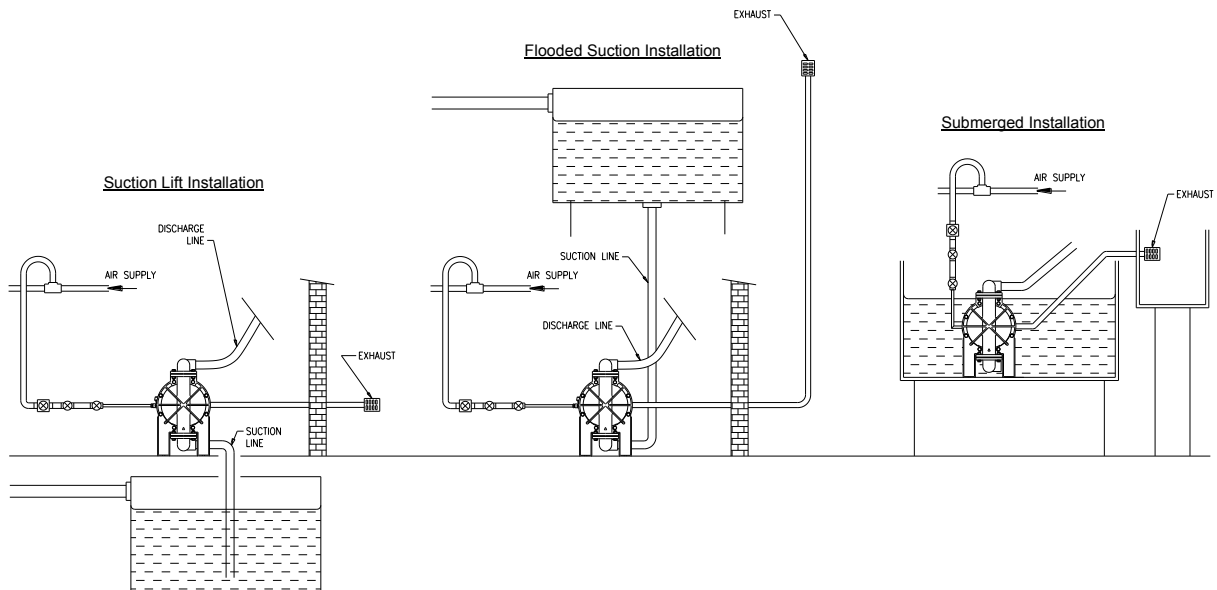 Suction Lift Installation
DISCHARGE
LINE
AIR SUPPLY
EXHAUST
SUCTION
LINE
Flooded Suction Installation
EXHAUST
SUCTION LINE
AIR SUPPLY
DISCHARGE LINE
Submerged Installation
AIR SUPPLY
EXHAUST